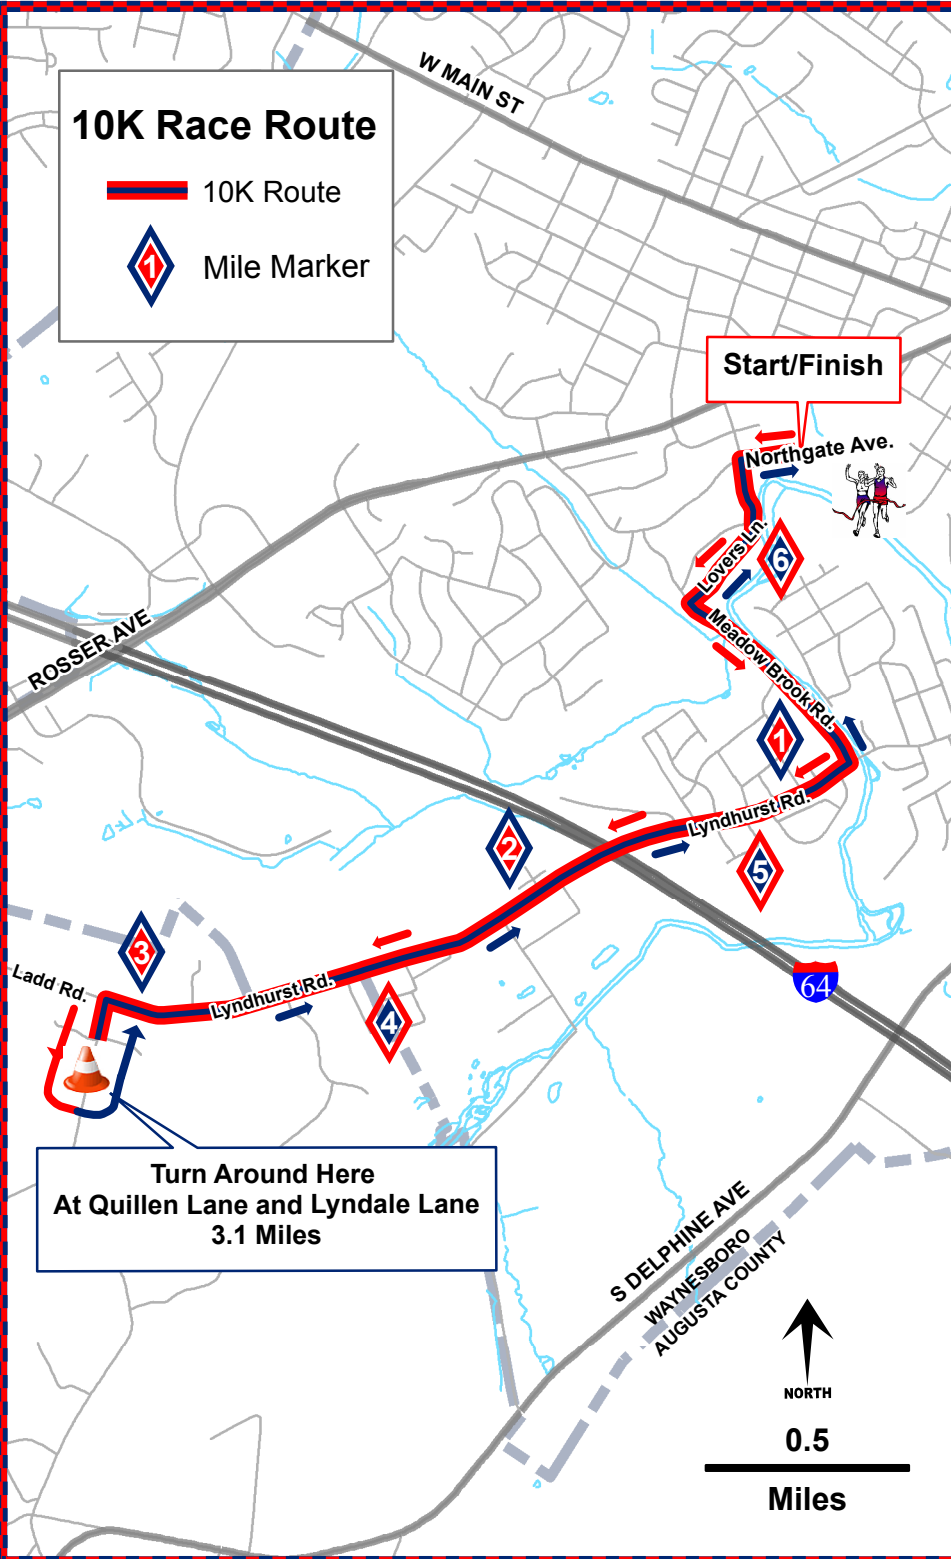 W MAIN ST
10K Race Route
10K Route
1
Mile Marker
Start/Finish
Northgate Ave.
Lovers Ln.
6
Meadow Brook Rd.
ROSSER AVE
1
Lyndhurst Rd.
2
5
3
Ladd Rd.
Lyndhurst Rd.
64
4
Turn Around Here
At Quillen Lane and Lyndale Lane
3.1 Miles
S DELPHINE AVE
WAYNESBORO
AUGUSTA COUNTY
NORTH
0.5
Miles